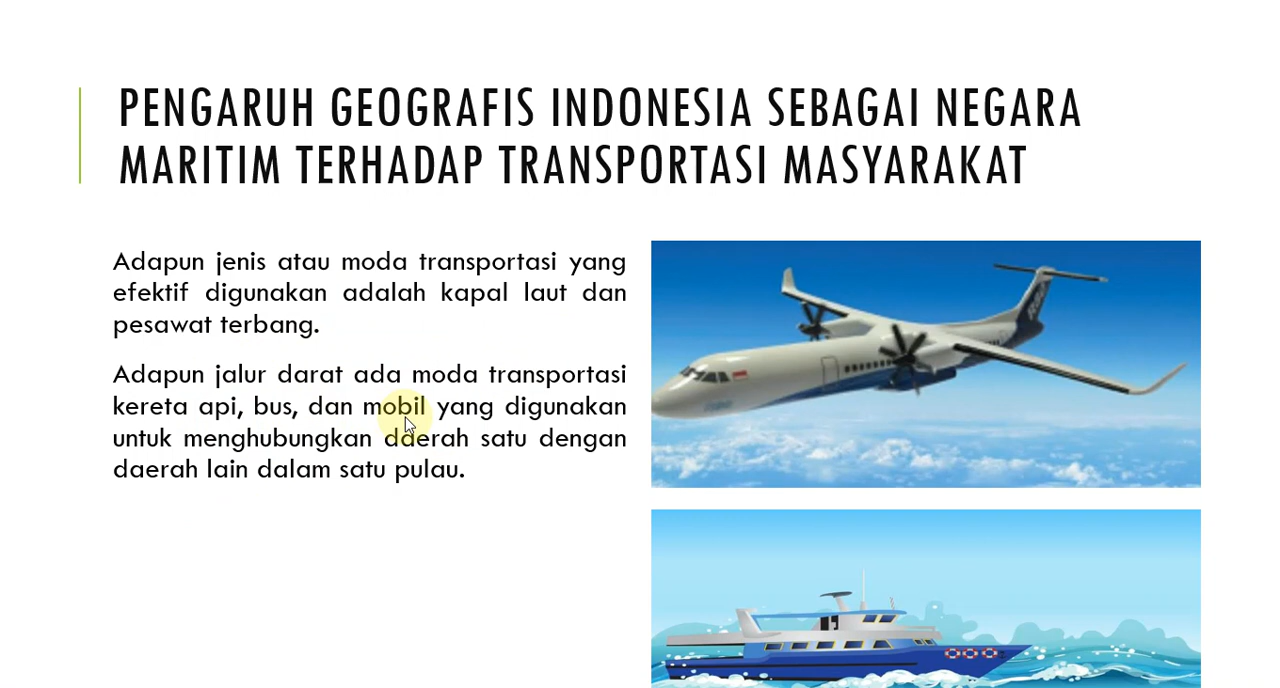 PENGARUH GEOGRAFIS INDONESIA SEBAGAI NEGARA
MARITIM TERHADAP TRANSPORTASI MASYARAKAT
Adapun jenis atau moda transportasi yang
efektif digunakan adalah kapal laut dan
pesawat terbang.
Adapun jalur darat ada moda transportasi
kereta api, bus, dan mobil yang digunakan
untuk menghubungkan daerah satu dengan
daerah lain dalam satu pulau.